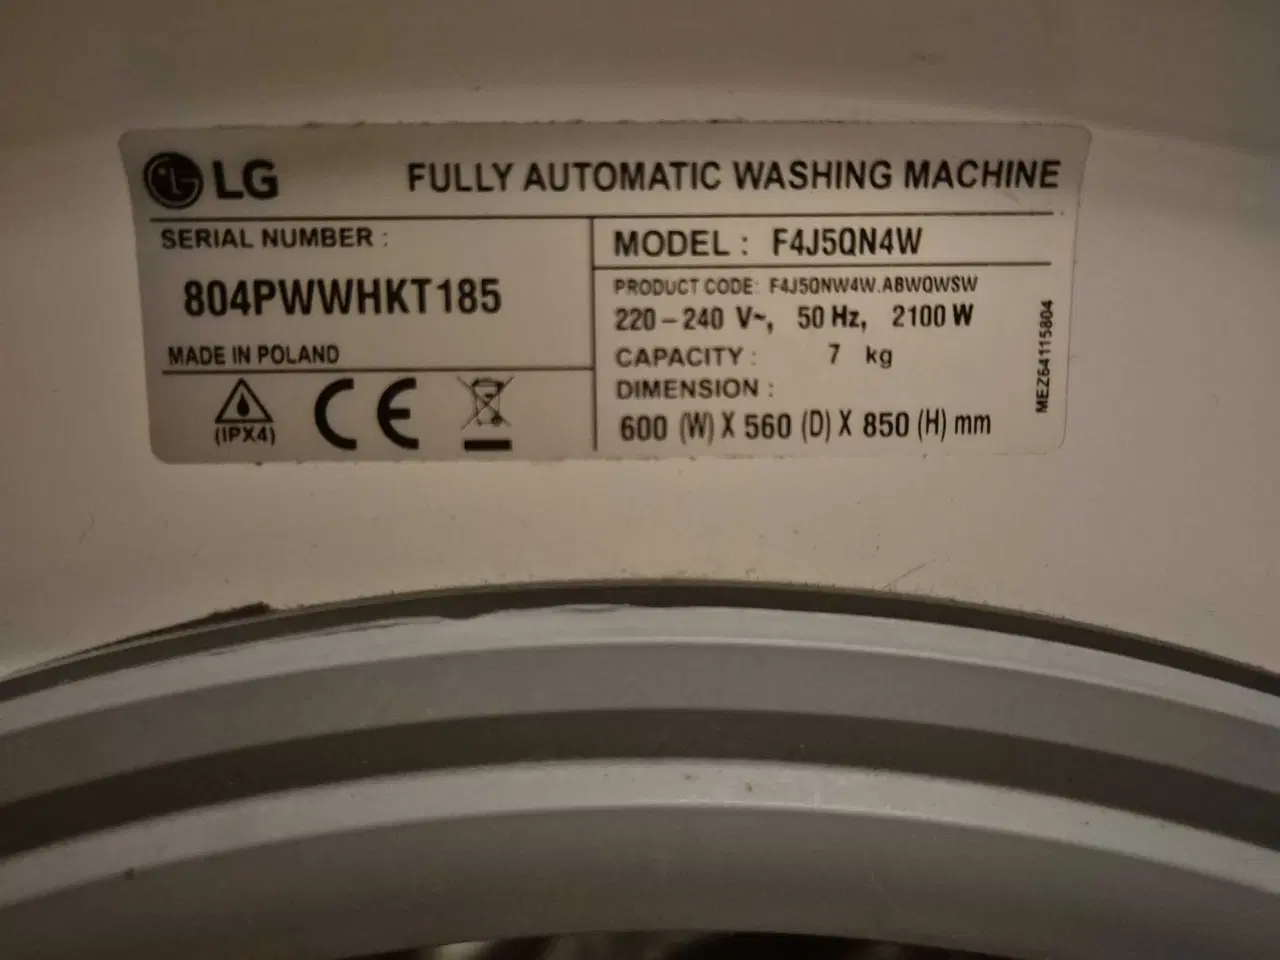 LG FULLY AUTOMATIC WASHING MACHINE
SERIAL NUMBER :
804PWWHKT185
MADE IN POLAND
(IPX4) CE
MODEL : F4J5QN4W
PRODUCT CODE: F4J5QNW4W.ABWQWSW
220-240 V~, 50 Hz, 2100 W
CAPACITY : 7 kg
DIMENSION :
600 (W) X 560 (D) X 850 (H) mm
MEZ64115804